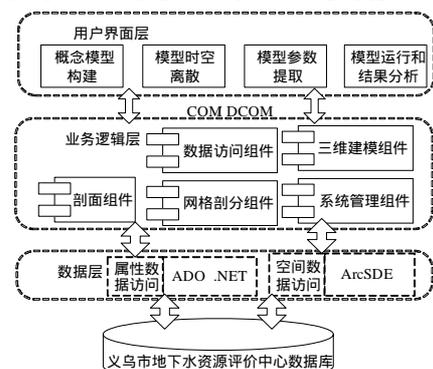 用户界面层
概念模型 模型时空 模型参数 模型运行和
构建 离散 提取 结果分析
COM DCOM
业务逻辑层
数据访问组件 三维建模组件
剖面组件 网格剖分组件 系统管理组件
数据层 属性数 ADO .NET 空间数 ArcSDE
据访问 据访问
义乌市地下水资源评价中心数据库